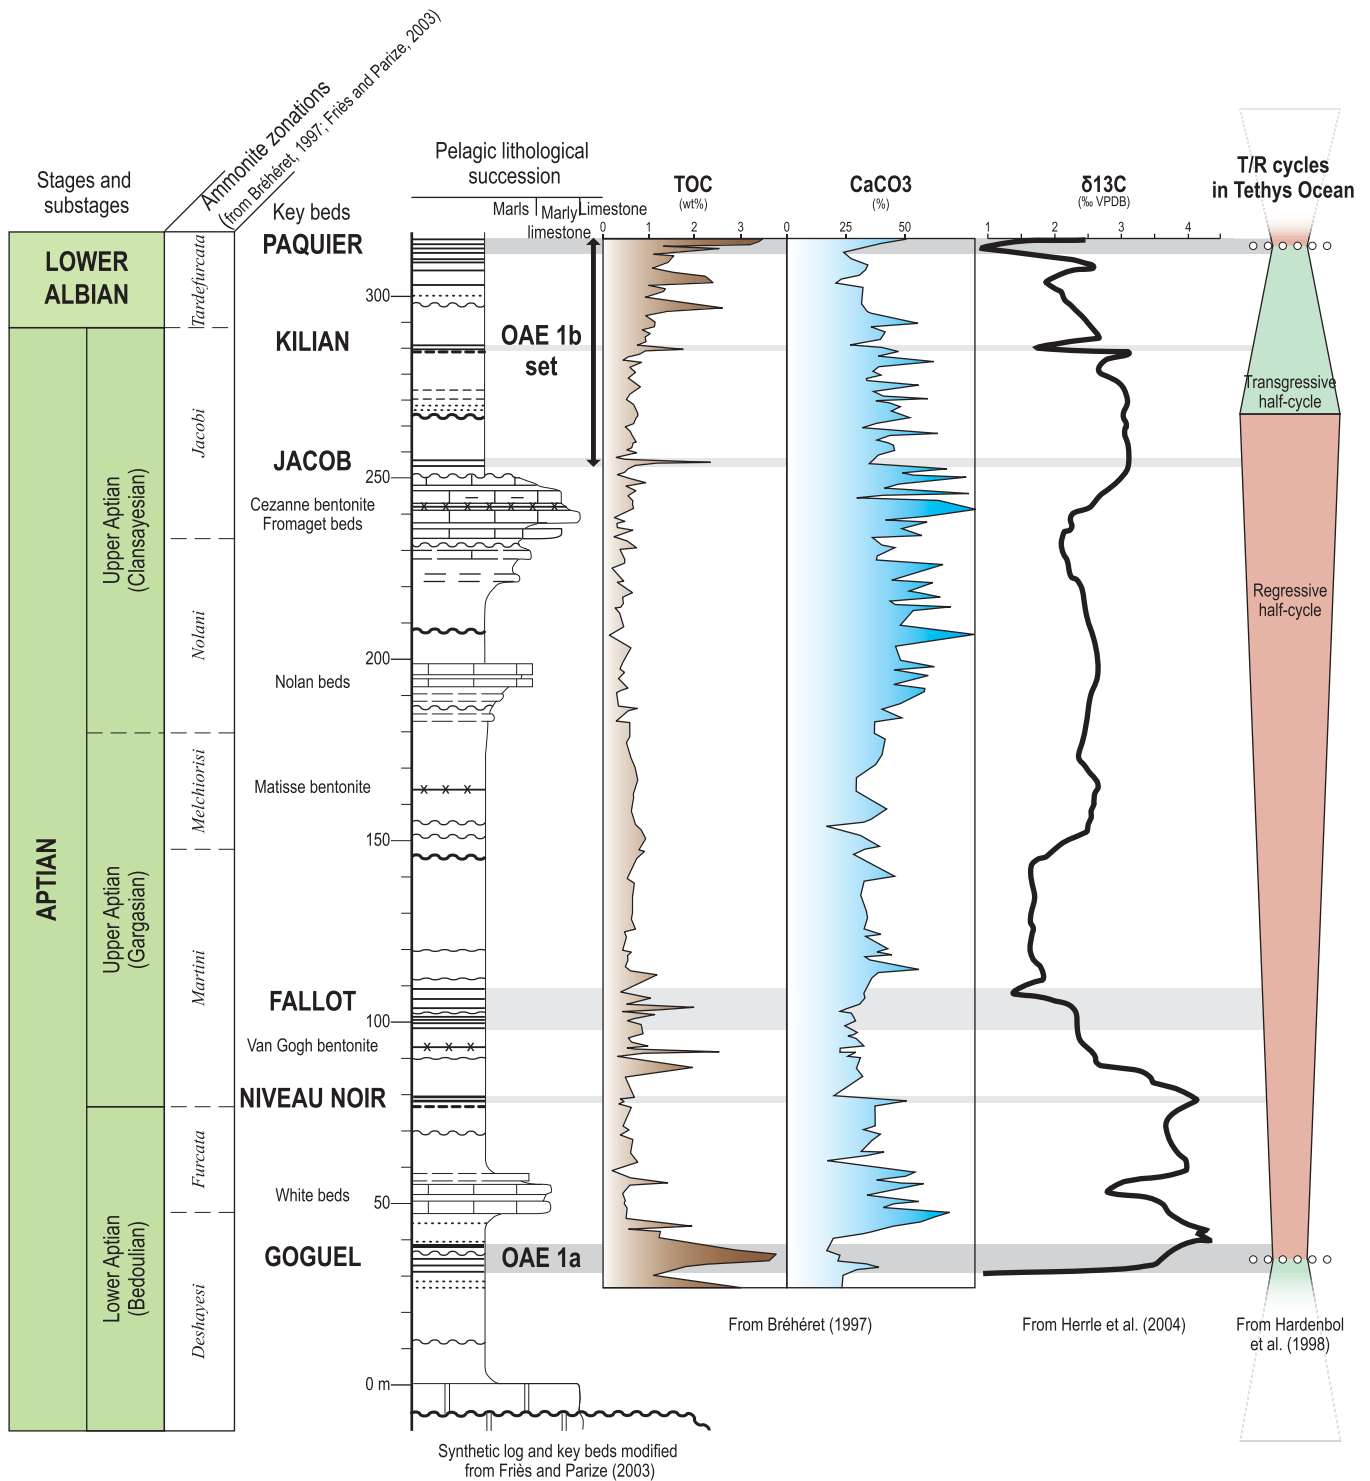 Ammonite zonations
(from Bréhéret, 1997; Friès and Parize, 2003)
Stages and
substages
Key beds
Pelagic lithological
succession
Marls
Marly
limestone
Limestone
TOC
(wt%)
0 1 2 3
CaCO3
(%)
0 25 50
δ13C
(‰ VPDB)
1 2 3 4
T/R cycles
in Tethys Ocean
LOWER
ALBIAN
APTIAN
Upper Aptian
(Clansayesian)
Upper Aptian
(Gargasian)
Lower Aptian
(Bedoulian)
Tardefurcata
Jacobi
Nolani
Melchiorisi
Martini
Furcata
Deshayesi
PAQUIER
KILIAN
JACOB
Cezanne bentonite
Fromaget beds
Nolan beds
Matisse bentonite
FALLOT
Van Gogh bentonite
NIVEAU NOIR
White beds
GOGUEL
300
250
200
150
100
50
0 m
x x x x x x x
x x x
x x x
OAE 1b
set
OAE 1a
Transgressive
half-cycle
Regressive
half-cycle
From Bréhéret (1997)
From Herrle et al. (2004)
From Hardenbol
et al. (1998)
Synthetic log and key beds modified
from Friès and Parize (2003)